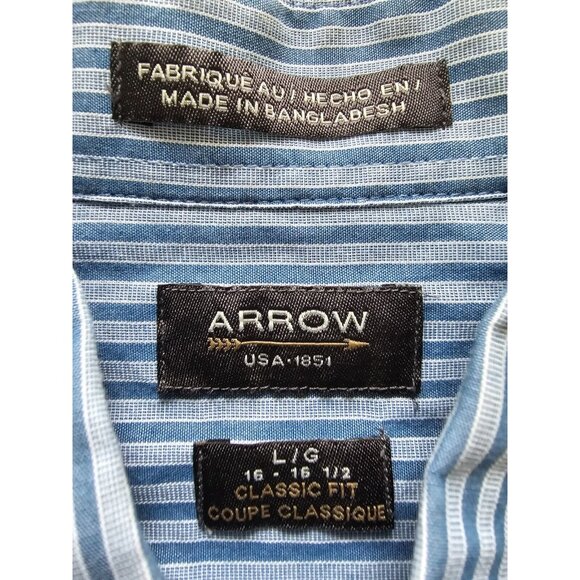 FABRIQUE AU / HECHO EN /
MADE IN BANGLADESH
ARROW
USA·1851
L/G
16 - 16 1/2
CLASSIC FIT
COUPE CLASSIQUE